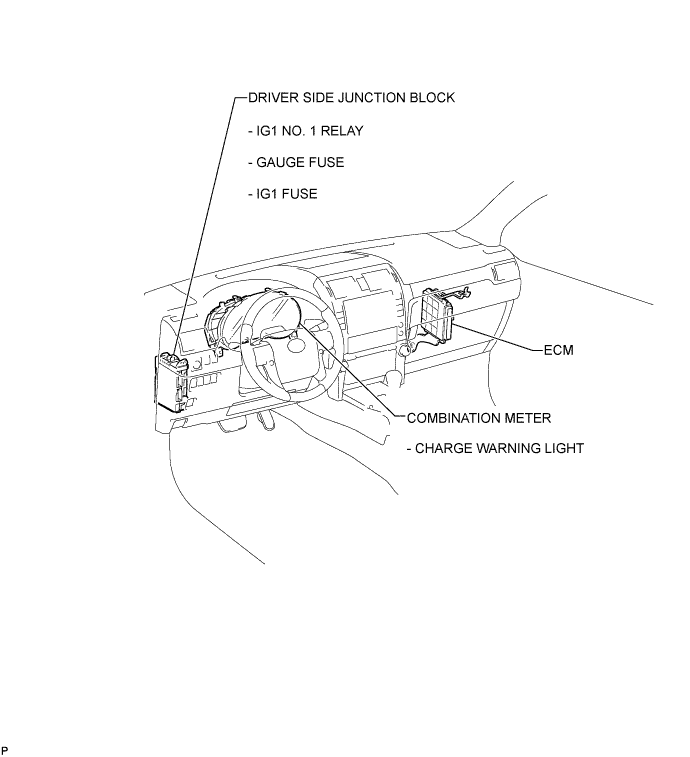 DRIVER SIDE JUNCTION BLOCK
- IG1 NO. 1 RELAY
- GAUGE FUSE
- IG1 FUSE
ECM
COMBINATION METER
- CHARGE WARNING LIGHT
P